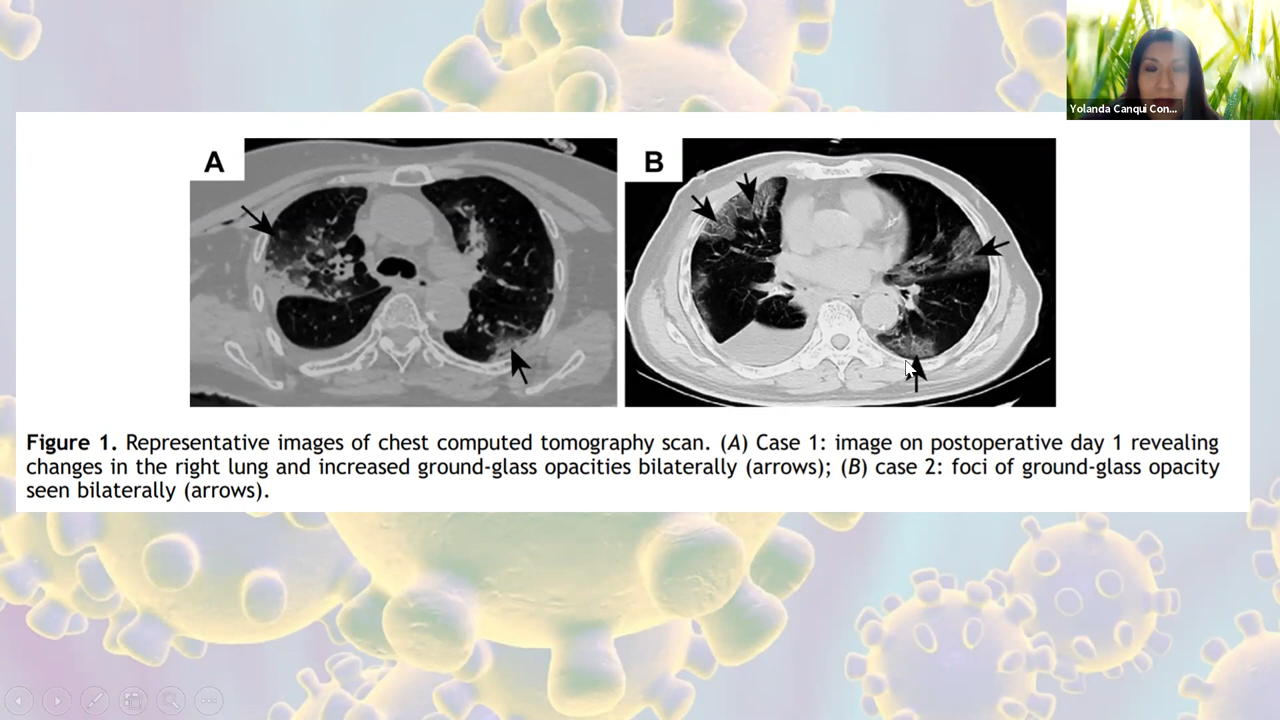 Yolanda Canqui Con...
A
B
Figure 1. Representative images of chest computed tomography scan. (A) Case 1: image on postoperative day 1 revealing
changes in the right lung and increased ground-glass opacities bilaterally (arrows); (B) case 2: foci of ground-glass opacity
seen bilaterally (arrows).